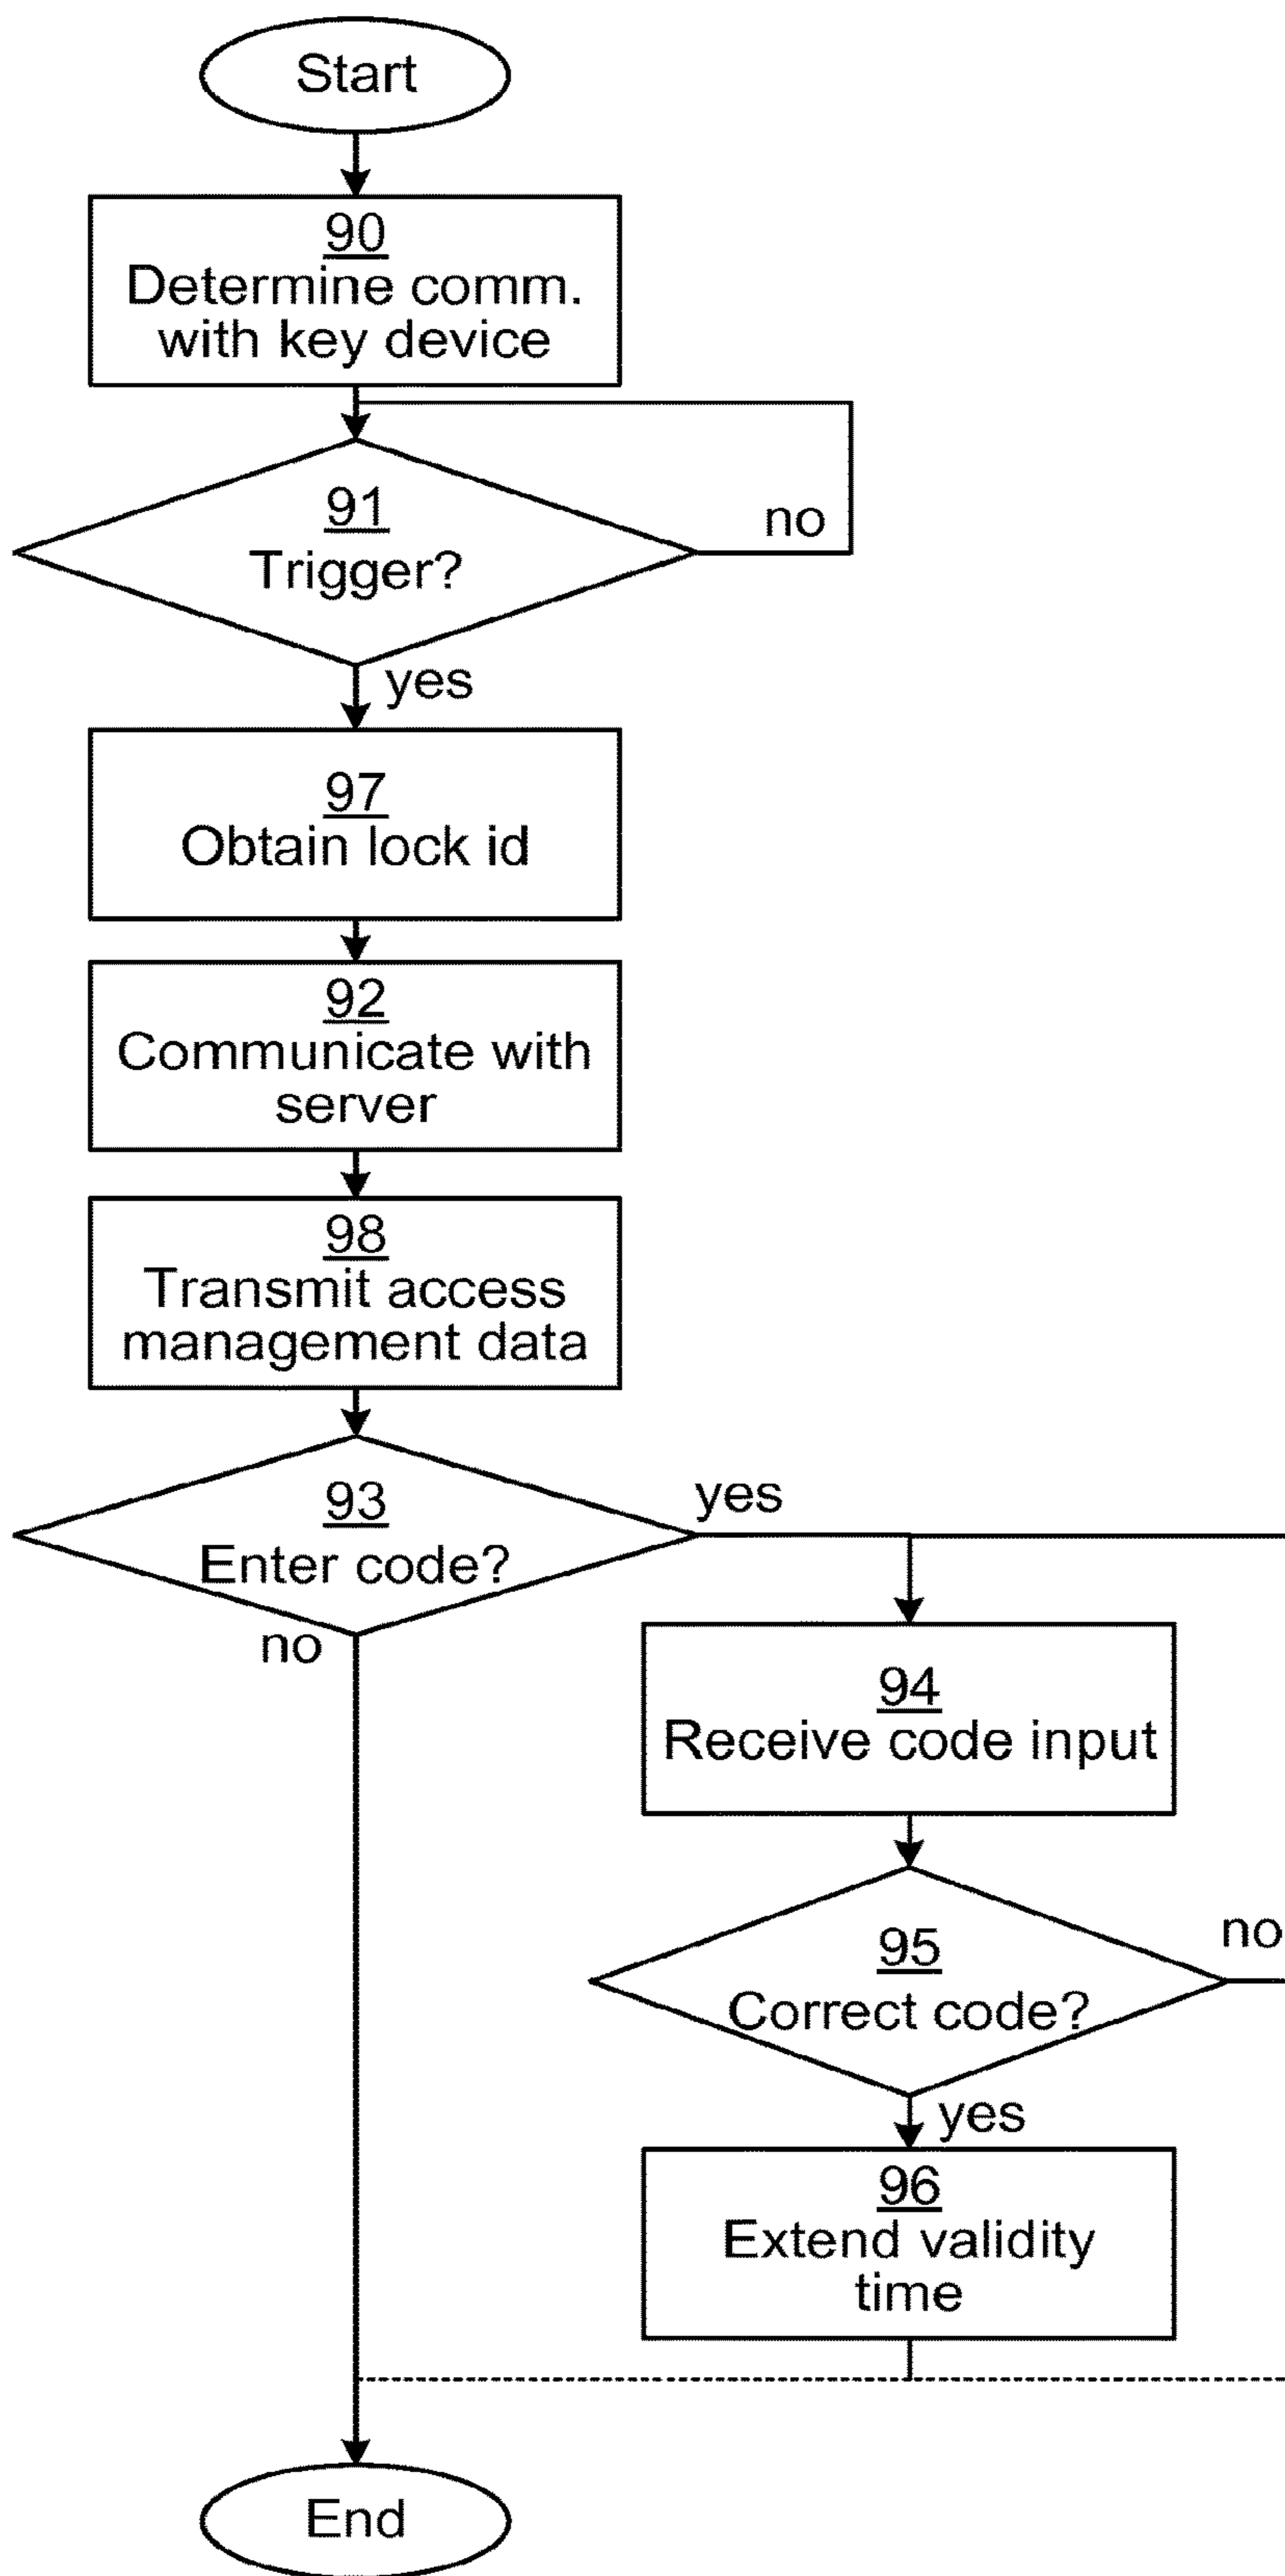 Start
90
Determine comm.
with key device
91
Trigger?
no
yes
97
Obtain lock id
92
Communicate with
server
98
Transmit access
management data
93
Enter code?
yes
no
94
Receive code input
95
Correct code?
no
yes
96
Extend validity
time
End